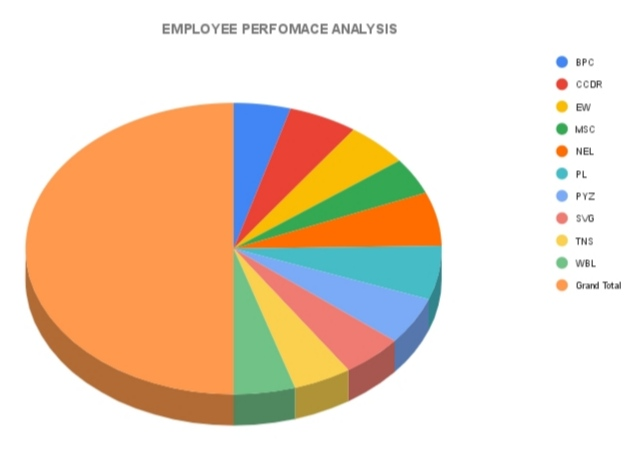 EMPLOYEE PERFOMACE ANALYSIS
BPC
CCDR
EW
MSC
NEL
PL
PYZ
SVG
TNS
WBL
Grand Total